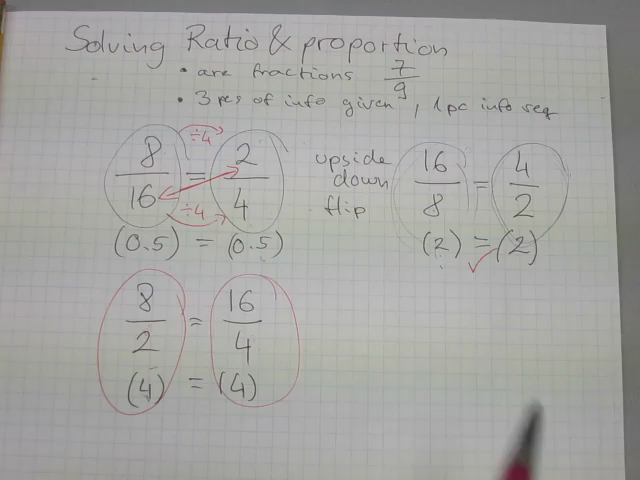 Solving Ratio & proportion
• are fractions 7/9
• 3 pcs of info given, 1 pc info req
÷4
8/16 = 2/4
÷4
(0.5) = (0.5)
upside
down
flip
16/8 = 4/2
(2) = (2)
8/2 = 16/4
(4) = (4)